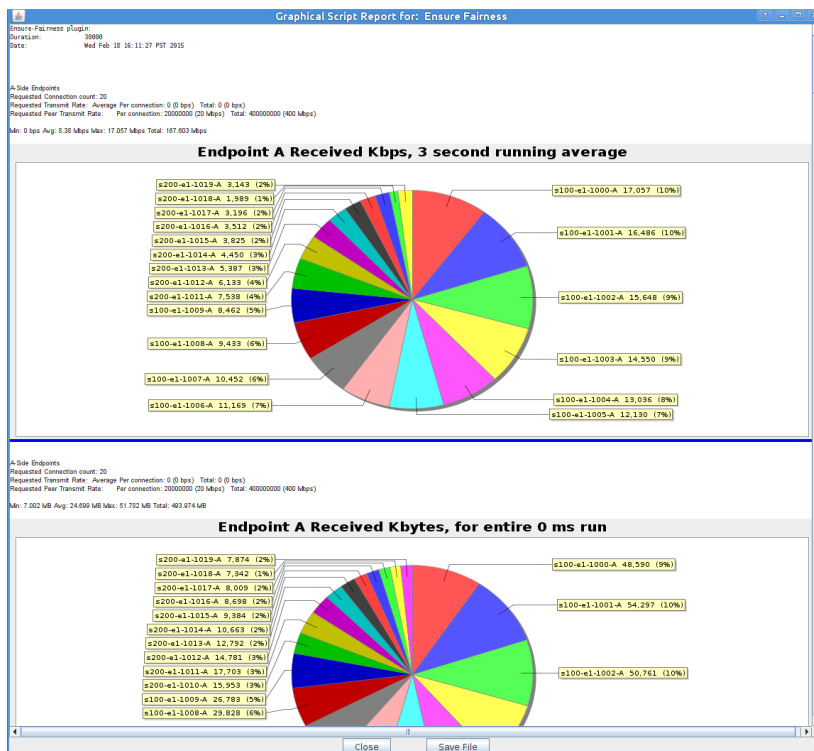 Graphical Script Report for: Ensure Fairness
Ensure-Fairness plugin:
Duration: 30000
Date: Wed Feb 18 16:11:27 PST 2015
A-Side Endpoints
Requested Connection count: 20
Requested Transmit Rate: Average Per connection: 0 (0 bps) Total: 0 (0 bps)
Requested Peer Transmit Rate: Per connection: 20000000 (20 Mbps) Total: 400000000 (400 Mbps)
Min: 0 bps Avg: 8.38 Mbps Max: 17.057 Mbps Total: 167.603 Mbps
Endpoint A Received Kbps, 3 second running average
s200-e1-1019-A 3,143 (2%)
s200-e1-1018-A 1,989 (1%)
s200-e1-1017-A 3,196 (2%)
s200-e1-1016-A 3,512 (2%)
s200-e1-1015-A 3,825 (2%)
s200-e1-1014-A 4,450 (3%)
s200-e1-1013-A 5,387 (3%)
s200-e1-1012-A 6,133 (4%)
s200-e1-1011-A 7,538 (4%)
s100-e1-1009-A 8,462 (5%)
s100-e1-1008-A 9,433 (6%)
s100-e1-1007-A 10,452 (6%)
s100-e1-1006-A 11,169 (7%)
s100-e1-1000-A 17,057 (10%)
s100-e1-1001-A 16,486 (10%)
s100-e1-1002-A 15,648 (9%)
s100-e1-1003-A 14,550 (9%)
s100-e1-1004-A 13,036 (8%)
s100-e1-1005-A 12,130 (7%)
A-Side Endpoints
Requested Connection count: 20
Requested Transmit Rate: Average Per connection: 0 (0 bps) Total: 0 (0 bps)
Requested Peer Transmit Rate: Per connection: 20000000 (20 Mbps) Total: 400000000 (400 Mbps)
Min: 7.002 MB Avg: 24.699 MB Max: 51.782 MB Total: 493.974 MB
Endpoint A Received Kbytes, for entire 0 ms run
s200-e1-1019-A 7,874 (2%)
s200-e1-1018-A 7,342 (1%)
s200-e1-1017-A 8,009 (2%)
s200-e1-1016-A 8,698 (2%)
s200-e1-1015-A 9,384 (2%)
s200-e1-1014-A 10,663 (2%)
s200-e1-1013-A 12,792 (2%)
s200-e1-1012-A 14,781 (3%)
s200-e1-1011-A 17,703 (3%)
s200-e1-1010-A 15,953 (3%)
s100-e1-1009-A 26,783 (5%)
s100-e1-1008-A 29,828 (6%)
s100-e1-1000-A 48,590 (9%)
s100-e1-1001-A 54,297 (10%)
s100-e1-1002-A 50,761 (10%)
Close
Save File